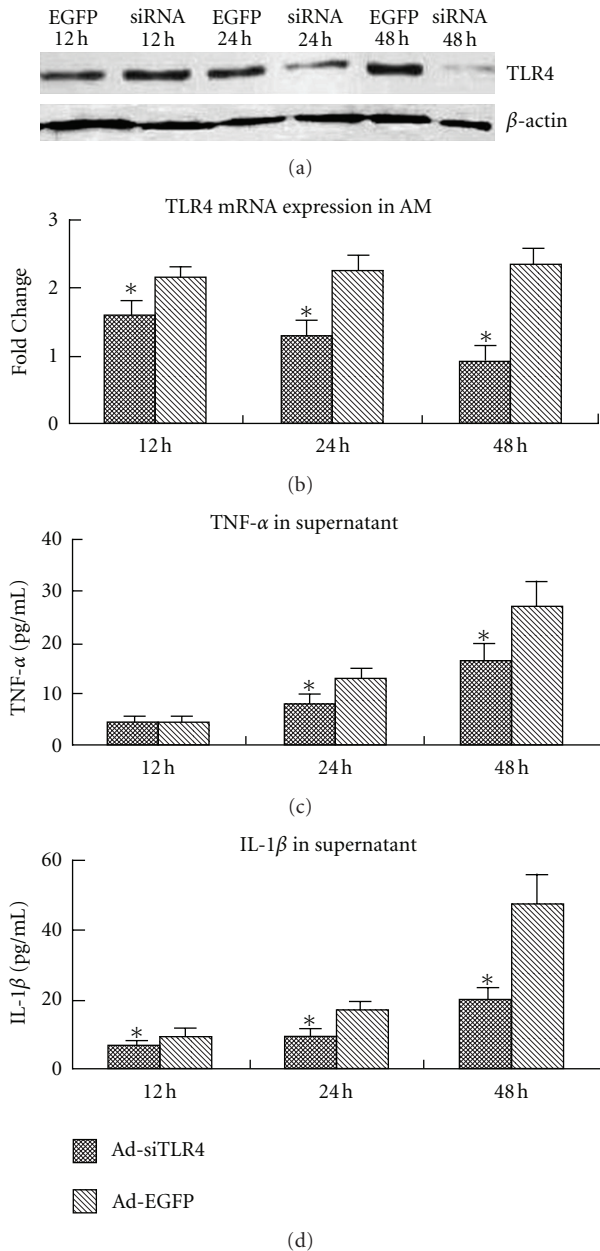 EGFP siRNA EGFP siRNA EGFP siRNA
12 h 12 h 24 h 24 h 48 h 48 h
TLR4
β-actin
(a)
TLR4 mRNA expression in AM
Fold Change
3
2
1
0
* * *
12 h 24 h 48 h
(b)
TNF-α in supernatant
TNF-α (pg/mL)
40
30
20
10
0
* *
12 h 24 h 48 h
(c)
IL-1β in supernatant
IL-1β (pg/mL)
60
40
20
0
* * *
12 h 24 h 48 h
Ad-siTLR4
Ad-EGFP
(d)